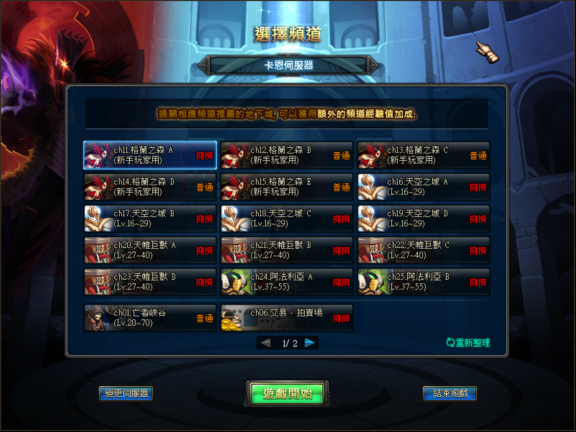 選擇頻道
卡恩伺服器
通關相應頻道推薦的地下城, 可以獲得額外的頻道經驗值加成.
ch11.格蘭之森 A
(新手玩家用) 擁擠
ch12.格蘭之森 B
(新手玩家用) 普通
ch13.格蘭之森 C
(新手玩家用) 普通
ch14.格蘭之森 D
(新手玩家用) 普通
ch15.格蘭之森 E
(新手玩家用) 普通
ch16.天空之城 A
(Lv.16~29) 擁擠
ch17.天空之城 B
(Lv.16~29) 擁擠
ch18.天空之城 C
(Lv.16~29) 擁擠
ch19.天空之城 D
(Lv.16~29) 擁擠
ch20.天帷巨獸 A
(Lv.27~40) 擁擠
ch21.天帷巨獸 B
(Lv.27~40) 擁擠
ch22.天帷巨獸 C
(Lv.27~40) 擁擠
ch23.天帷巨獸 D
(Lv.27~40) 擁擠
ch24.阿法利亞 A
(Lv.37~55) 擁擠
ch25.阿法利亞 B
(Lv.37~55) 擁擠
ch01.亡者峽谷
(Lv.20~70) 普通
ch06.交易 - 拍賣場
擁擠
1/ 2
重新整理
變更伺服器
遊戲開始
結束遊戲